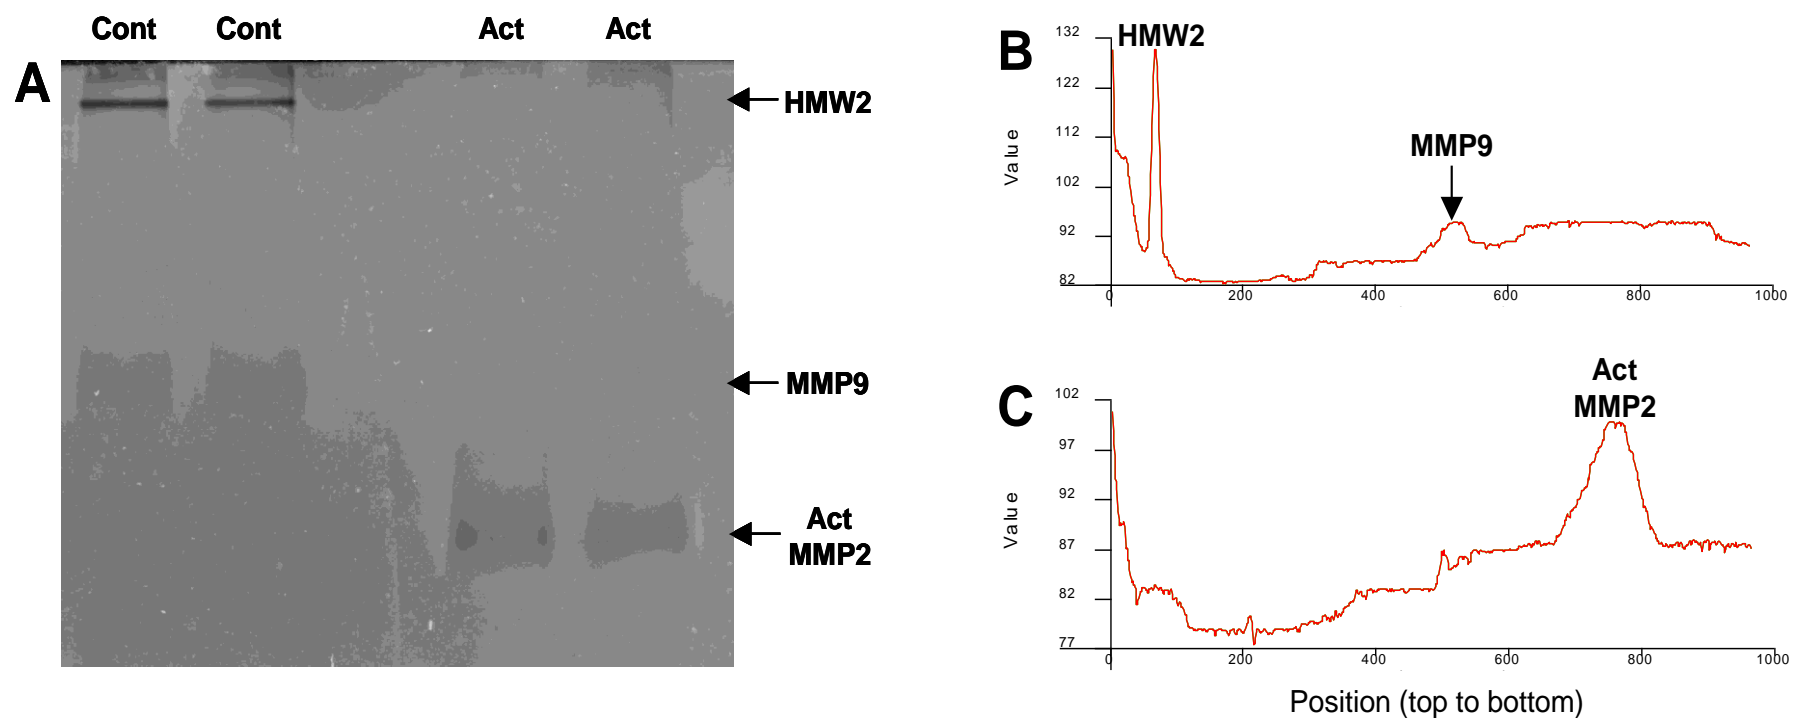 Cont Cont Act Act
A
HMW2
MMP9
Act
MMP2
B
HMW2
MMP9
Value
132
122
112
102
92
82
0 200 400 600 800 1000
C
Act
MMP2
Value
102
97
92
87
82
77
0 200 400 600 800 1000
Position (top to bottom)